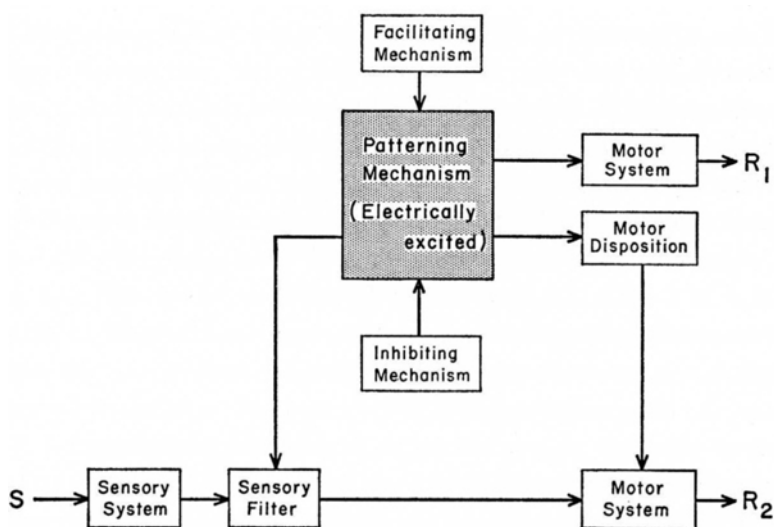 Facilitating
Mechanism
Patterning
Mechanism
(Electrically
excited)
Motor
System
R1
Motor
Disposition
Inhibiting
Mechanism
S
Sensory
System
Sensory
Filter
Motor
System
R2